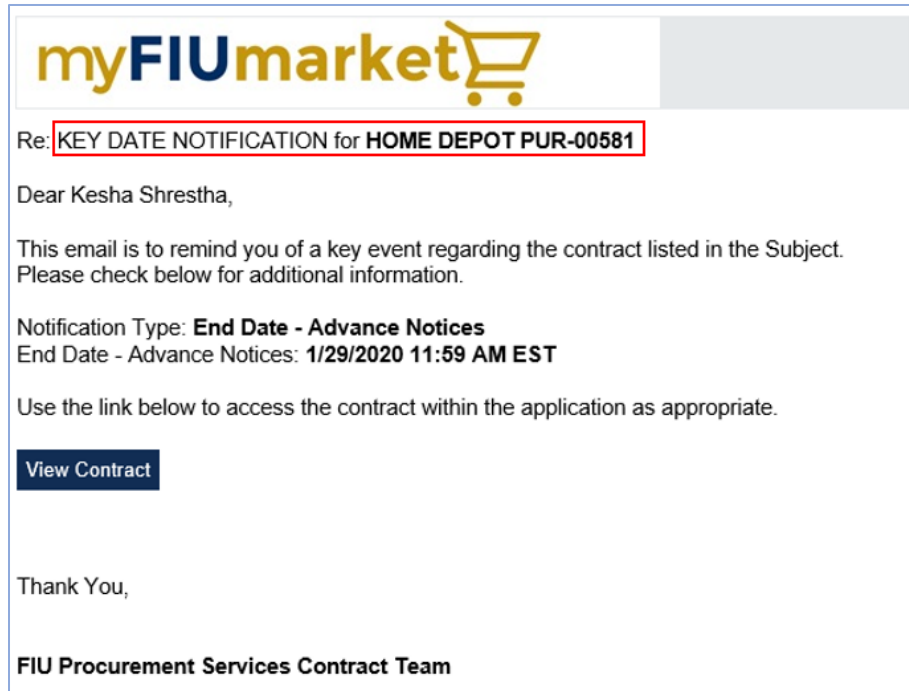 myFIUmarket
Re: KEY DATE NOTIFICATION for HOME DEPOT PUR-00581
Dear Kesha Shrestha,
This email is to remind you of a key event regarding the contract listed in the Subject.
Please check below for additional information.
Notification Type: End Date - Advance Notices
End Date - Advance Notices: 1/29/2020 11:59 AM EST
Use the link below to access the contract within the application as appropriate.
View Contract
Thank You,
FIU Procurement Services Contract Team